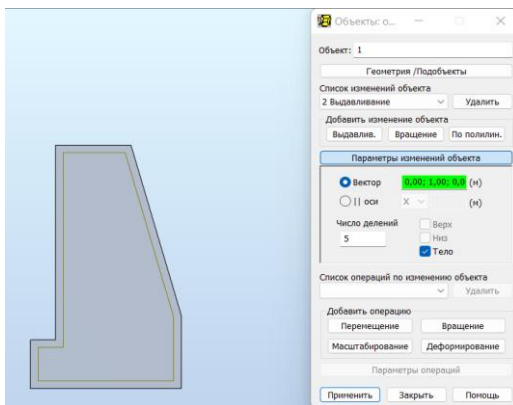 Объекты: о...
Объект: 1
Геометрия /Подобъекты
Список изменений объекта
2 Выдавливание Удалить
Добавить изменение объекта
Выдавлив. Вращение По полилин.
Параметры изменений объекта
Вектор 0,00; 1,00; 0,0 (м)
|| оси X (м)
Число делений Верх
5 Низ
Тело
Список операций по изменению объекта
Удалить
Добавить операцию
Перемещение Вращение
Масштабирование Деформирование
Параметры операций
Применить Закрыть Помощь